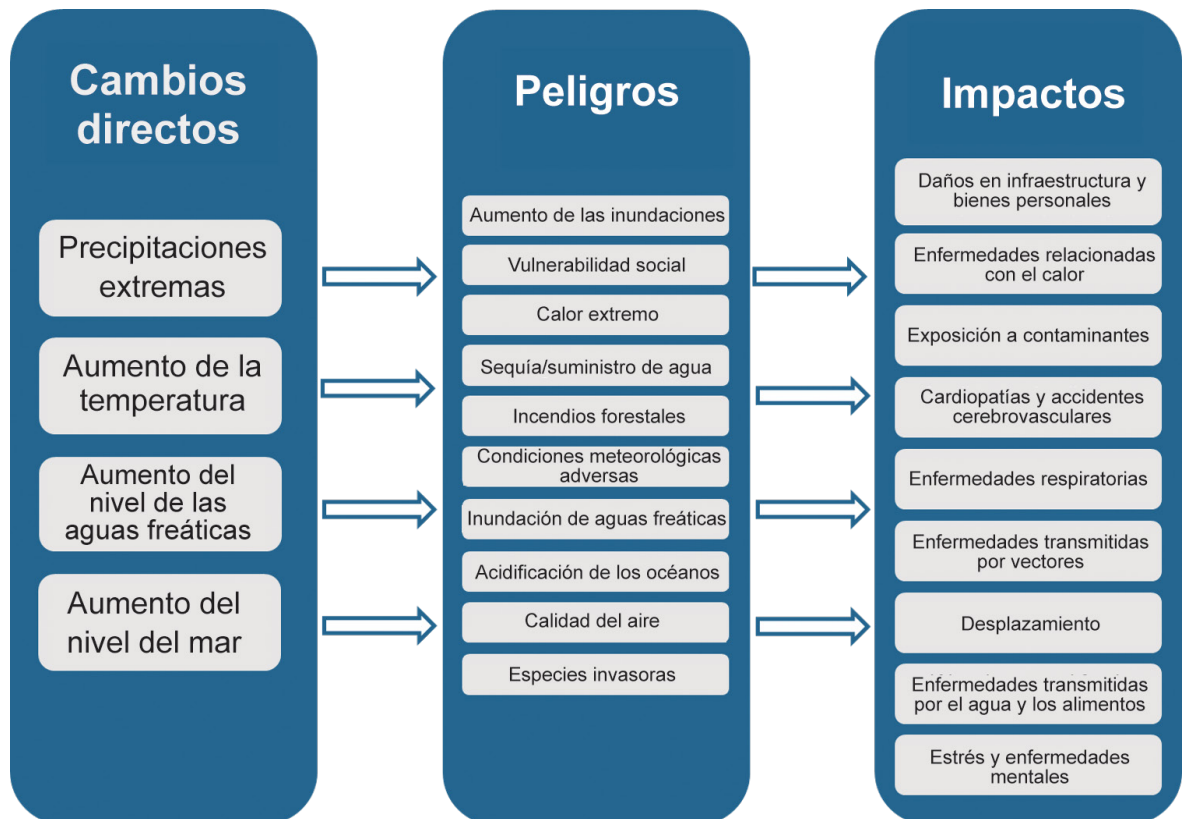 Cambios
directos
Precipitaciones
extremas
Aumento de la
temperatura
Aumento del
nivel de las
aguas freáticas
Aumento del
nivel del mar
Peligros
Aumento de las inundaciones
Vulnerabilidad social
Calor extremo
Sequía/suministro de agua
Incendios forestales
Condiciones meteorológicas
adversas
Inundación de aguas freáticas
Acidificación de los océanos
Calidad del aire
Especies invasoras
Impactos
Daños en infraestructura y
bienes personales
Enfermedades relacionadas
con el calor
Exposición a contaminantes
Cardiopatías y accidentes
cerebrovasculares
Enfermedades respiratorias
Enfermedades transmitidas
por vectores
Desplazamiento
Enfermedades transmitidas
por el agua y los alimentos
Estrés y enfermedades
mentales